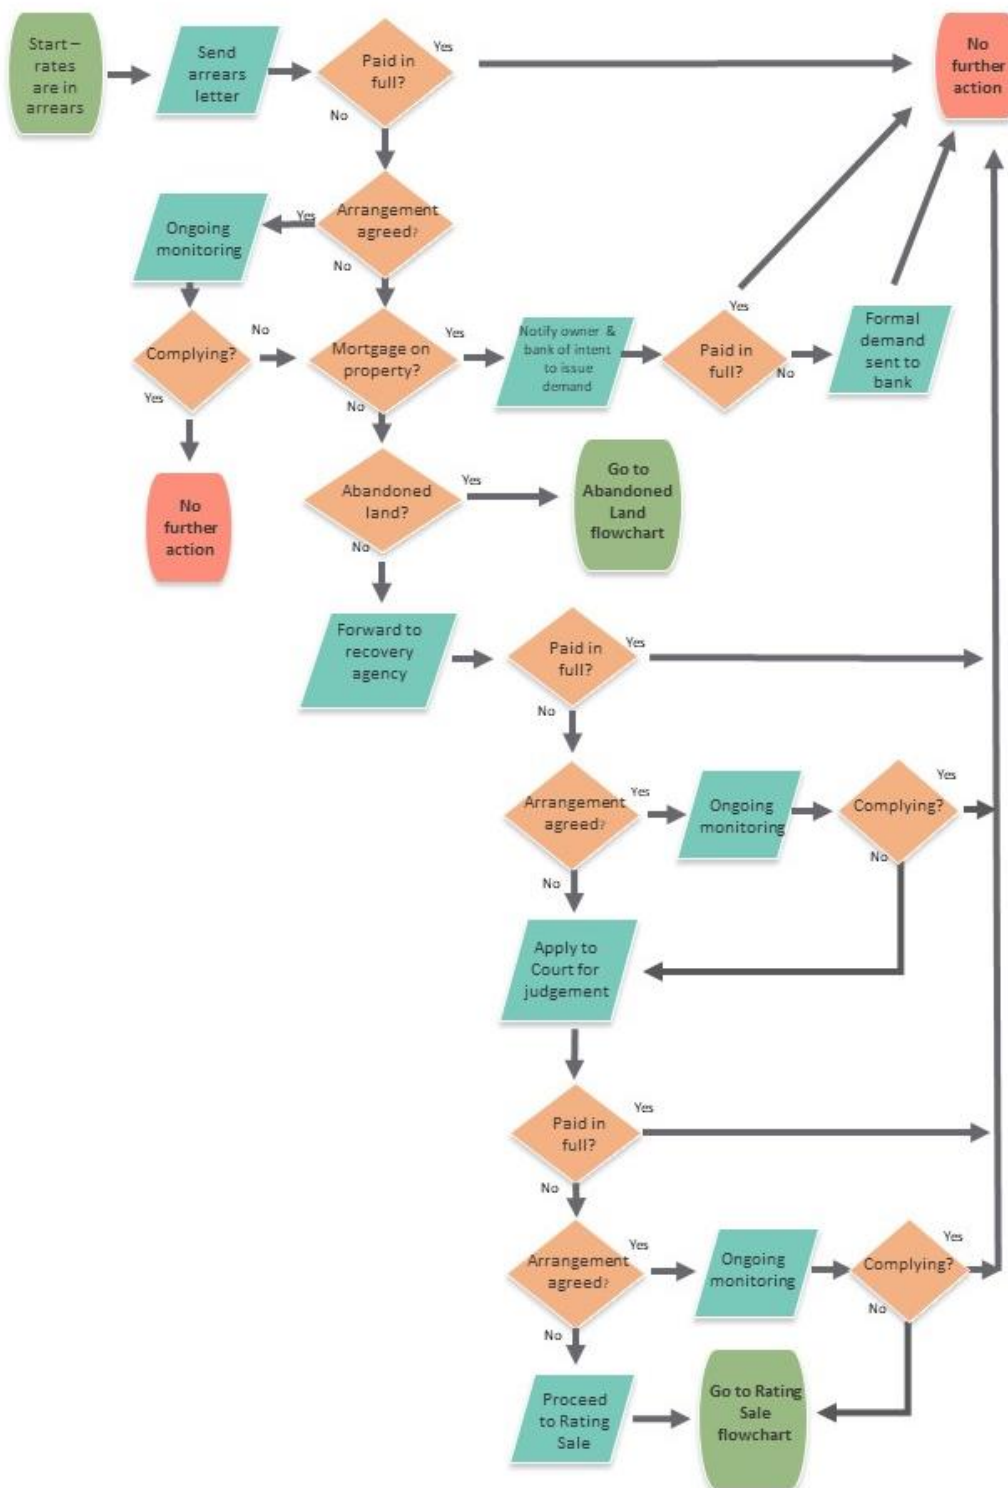 Start –
rates
are in
arrears
Send
arrears
letter
Paid in
full?
Yes
No
No
further
action
Arrangement
agreed?
Yes
No
Ongoing
monitoring
Complying?
No
Yes
No
further
action
Mortgage on
property?
Yes
No
Notify owner & 
bank of intent
to issue
demand
Paid in
full?
Yes
No
Formal
demand
sent to
bank
Abandoned
land?
Yes
No
Go to
Abandoned
Land
flowchart
Forward to
recovery
agency
Paid in
full?
Yes
No
Arrangement
agreed?
Yes
No
Ongoing
monitoring
Complying?
Yes
No
Apply to
Court for
judgement
Paid in
full?
Yes
No
Arrangement
agreed?
Yes
No
Ongoing
monitoring
Complying?
Yes
No
Proceed
to Rating
Sale
Go to Rating
Sale
flowchart